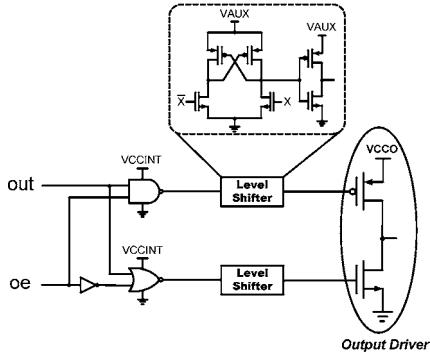 VAUX
VAUX
X̅
X
VCCINT
VCCO
out
Level
Shifter
VCCINT
oe
Level
Shifter
Output Driver